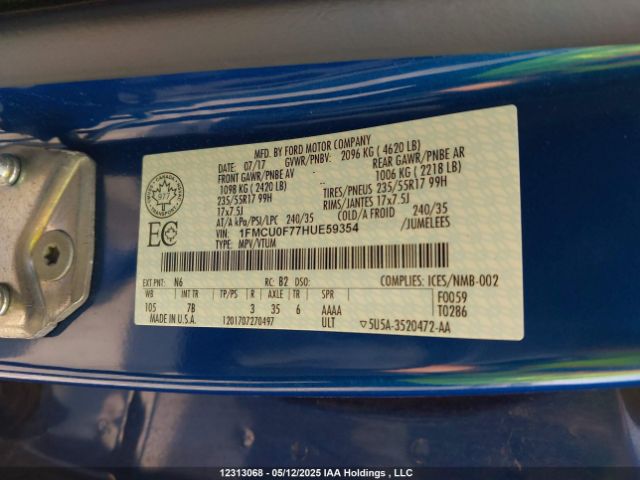 MFD. BY FORD MOTOR COMPANY
DATE: 07/17 GVWR/PNBV: 2096 KG ( 4620 LB)
FRONT GAWR/PNBE AV REAR GAWR/PNBE AR
1098 KG ( 2420 LB) 1006 KG ( 2218 LB)
235/55R17 99H TIRES/PNEUS 235/55R17 99H
17x7.5J RIMS/JANTES 17x7.5J
AT/A kPa/PSI/LPC 240/35 COLD/A FROID 240/35
VIN: 1FMCU0F77HUE59354 /JUMELEES
TYPE: MPV/VTUM
CANADA
977
TRANSPORT
EC
EXT PNT: N6 RC: B2 DSO: COMPLIES: ICES/NMB-002
WB INT TR TP/PS R AXLE TR SPR F0059
105 7B 3 35 6 AAAA T0286
MADE IN U.S.A. 1201707270497 ULT ▽5U5A-3520472-AA
12313068 - 05/12/2025 IAA Holdings , LLC